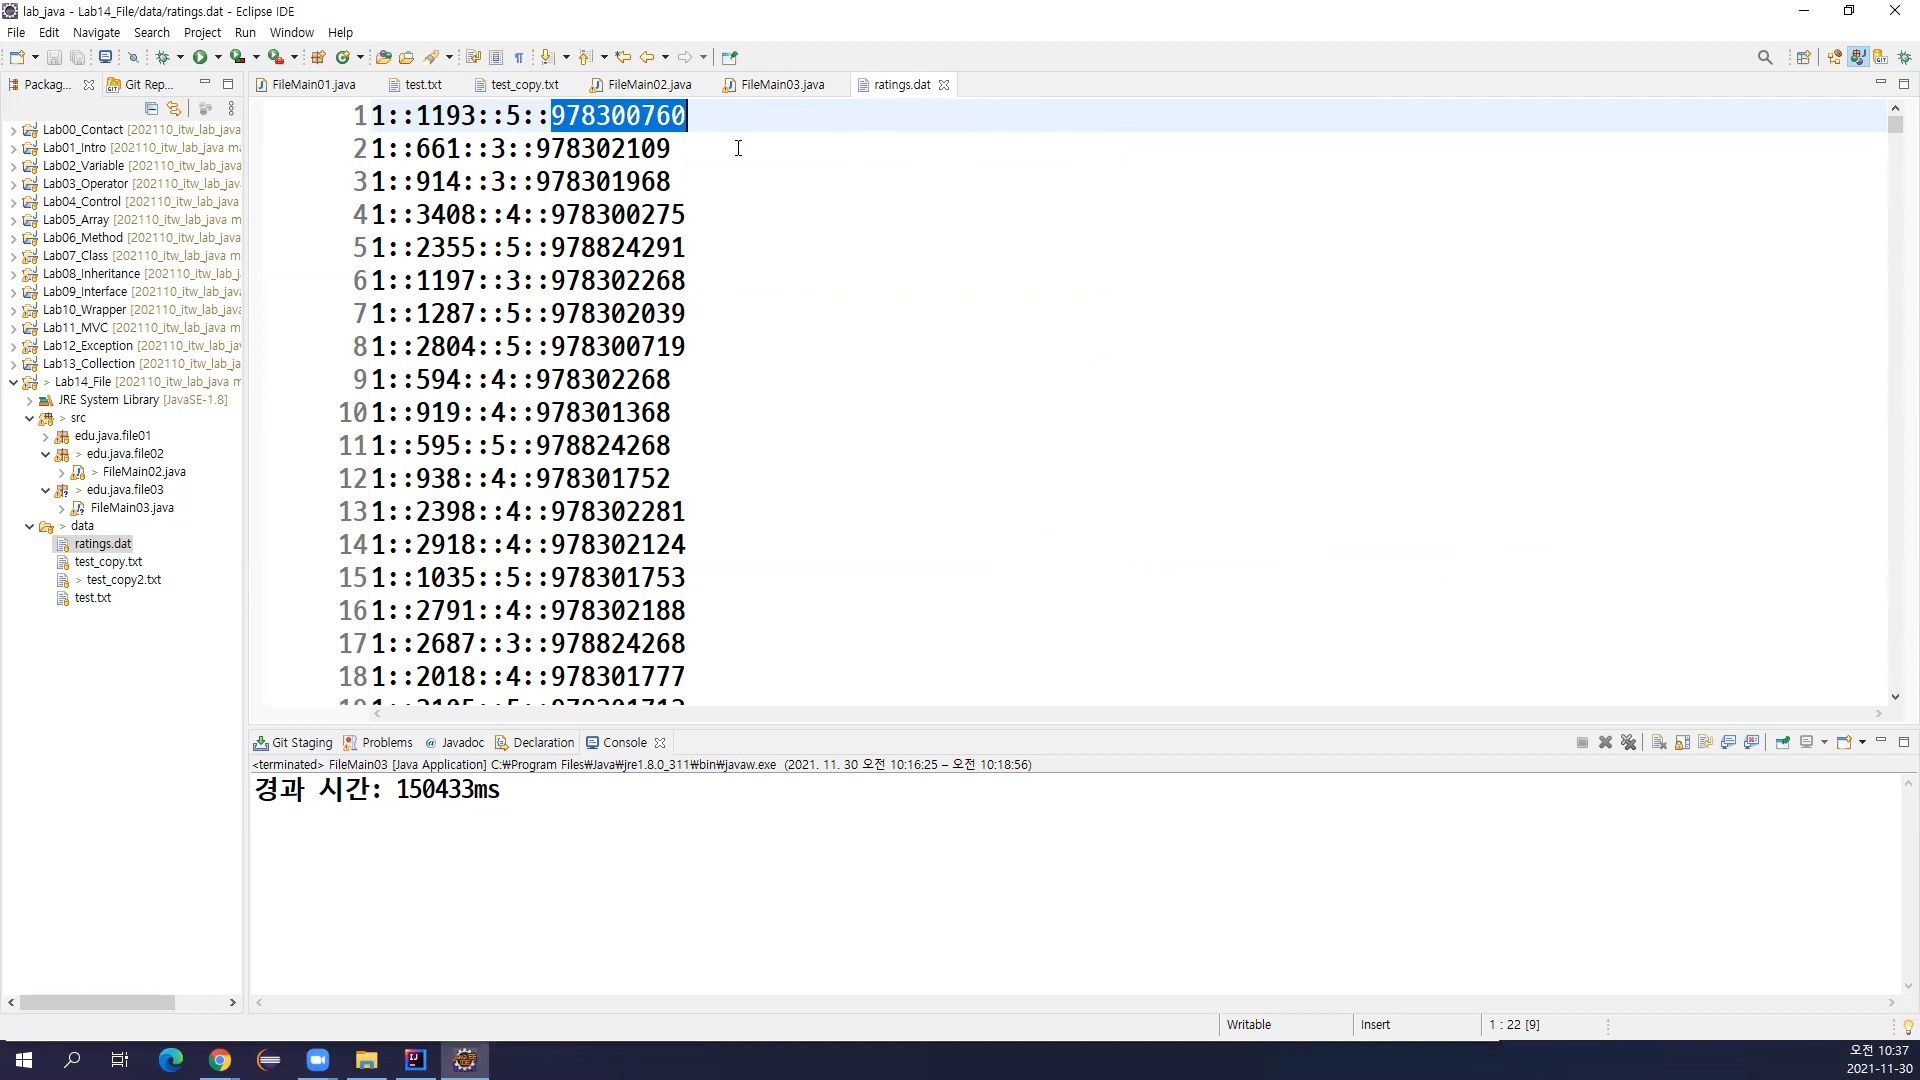 lab_java - Lab14_File/data/ratings.dat - Eclipse IDE
File Edit Navigate Search Project Run Window Help
Packag... Git Rep...
FileMain01.java test.txt test_copy.txt FileMain02.java FileMain03.java ratings.dat
Lab00_Contact [202110_itw_lab_java
Lab01_Intro [202110_itw_lab_java ma
Lab02_Variable [202110_itw_lab_java
Lab03_Operator [202110_itw_lab_jav
Lab04_Control [202110_itw_lab_java
Lab05_Array [202110_itw_lab_java m
Lab06_Method [202110_itw_lab_java
Lab07_Class [202110_itw_lab_java m
Lab08_Inheritance [202110_itw_lab_j
Lab09_Interface [202110_itw_lab_java
Lab10_Wrapper [202110_itw_lab_java
Lab11_MVC [202110_itw_lab_java m
Lab12_Exception [202110_itw_lab_jav
Lab13_Collection [202110_itw_lab_ja
> Lab14_File [202110_itw_lab_java m
JRE System Library [JavaSE-1.8]
> src
edu.java.file01
> edu.java.file02
> FileMain02.java
> edu.java.file03
FileMain03.java
> data
ratings.dat
test_copy.txt
> test_copy2.txt
test.txt
1 1::1193::5::978300760
2 1::661::3::978302109
3 1::914::3::978301968
4 1::3408::4::978300275
5 1::2355::5::978824291
6 1::1197::3::978302268
7 1::1287::5::978302039
8 1::2804::5::978300719
9 1::594::4::978302268
10 1::919::4::978301368
11 1::595::5::978824268
12 1::938::4::978301752
13 1::2398::4::978302281
14 1::2918::4::978302124
15 1::1035::5::978301753
16 1::2791::4::978302188
17 1::2687::3::978824268
18 1::2018::4::978301777
Git Staging Problems @ Javadoc Declaration Console
<terminated> FileMain03 [Java Application] C:₩Program Files₩Java₩jre1.8.0_311₩bin₩javaw.exe (2021. 11. 30 오전 10:16:25 – 오전 10:18:56)
경과 시간: 150433ms
Writable Insert 1 : 22 [9]
오전 10:37
2021-11-30